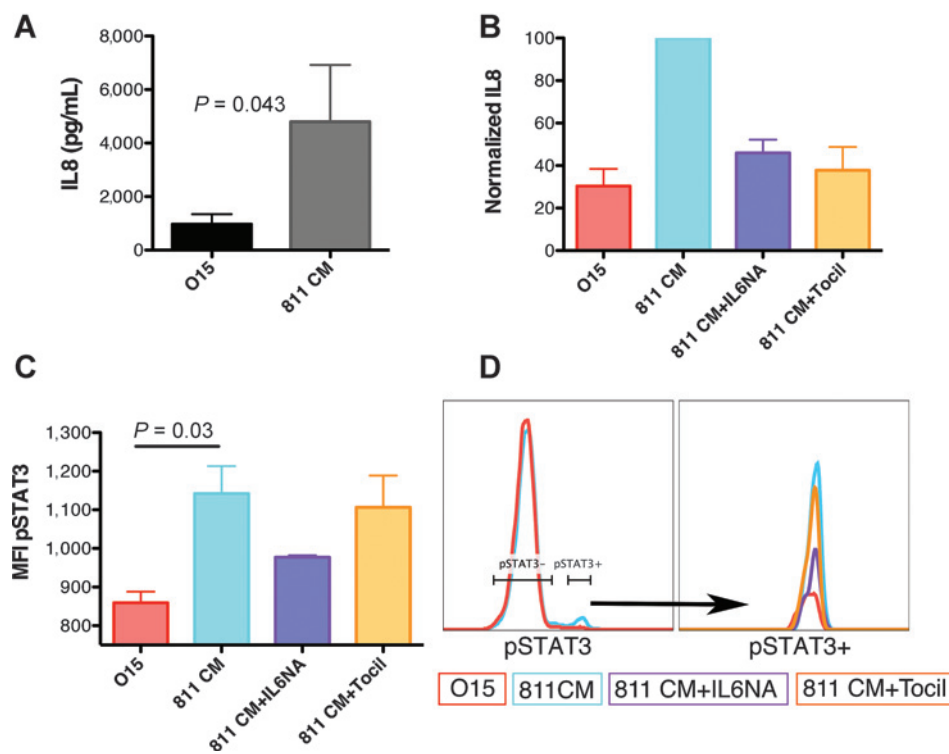 A
IL8 (pg/mL)
8,000
6,000
4,000
2,000
0
P = 0.043
O15
811 CM
B
Normalized IL8
100
80
60
40
20
0
O15
811 CM
811 CM+IL6NA
811 CM+Tocil
C
MFI pSTAT3
1,300
1,200
1,100
1,000
900
800
P = 0.03
O15
811 CM
811 CM+IL6NA
811 CM+Tocil
D
pSTAT3– pSTAT3+
pSTAT3 pSTAT3+
O15 811CM 811 CM+IL6NA 811 CM+Tocil